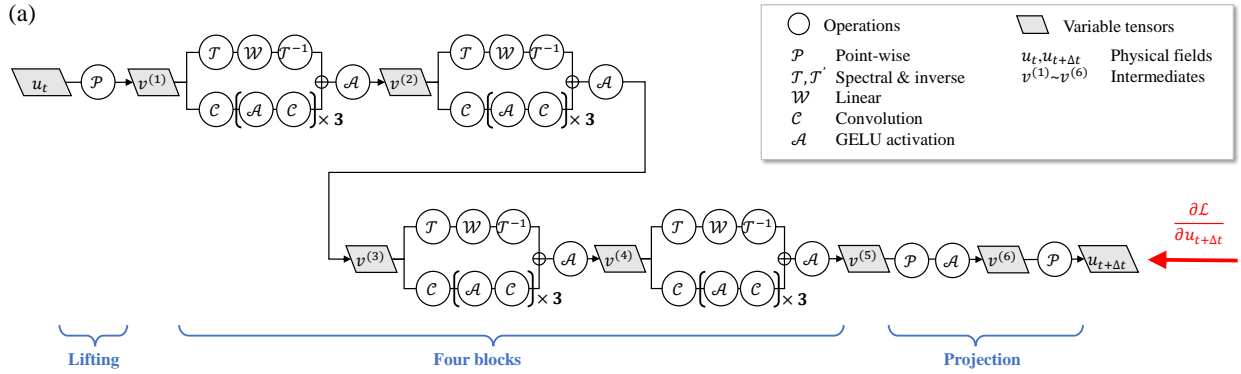 (a)
Operations
Variable tensors
𝒫 Point-wise
u_t,u_{t+Δt} Physical fields
𝒯,𝒯' Spectral & inverse
v^(1)~v^(6) Intermediates
𝒲 Linear
𝒞 Convolution
𝒜 GELU activation
𝒯 𝒲 𝒯⁻¹ 𝒯 𝒲 𝒯⁻¹
u_t 𝒫 v^(1) ⊕ 𝒜 v^(2) ⊕ 𝒜
𝒞 [𝒜 𝒞] × 3 𝒞 [𝒜 𝒞] × 3
𝒯 𝒲 𝒯⁻¹ 𝒯 𝒲 𝒯⁻¹
v^(3) ⊕ 𝒜 v^(4) ⊕ 𝒜 v^(5) 𝒫 𝒜 v^(6) 𝒫 u_{t+Δt}
∂ℒ
∂u_{t+Δt}
𝒞 [𝒜 𝒞] × 3 𝒞 [𝒜 𝒞] × 3
Lifting
Four blocks
Projection